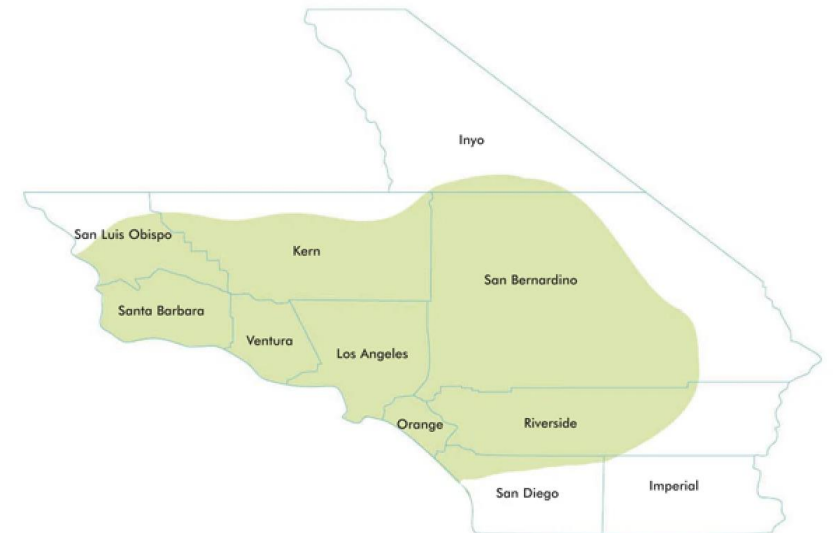 Inyo
San Luis Obispo
Kern
San Bernardino
Santa Barbara
Ventura
Los Angeles
Orange
Riverside
San Diego
Imperial